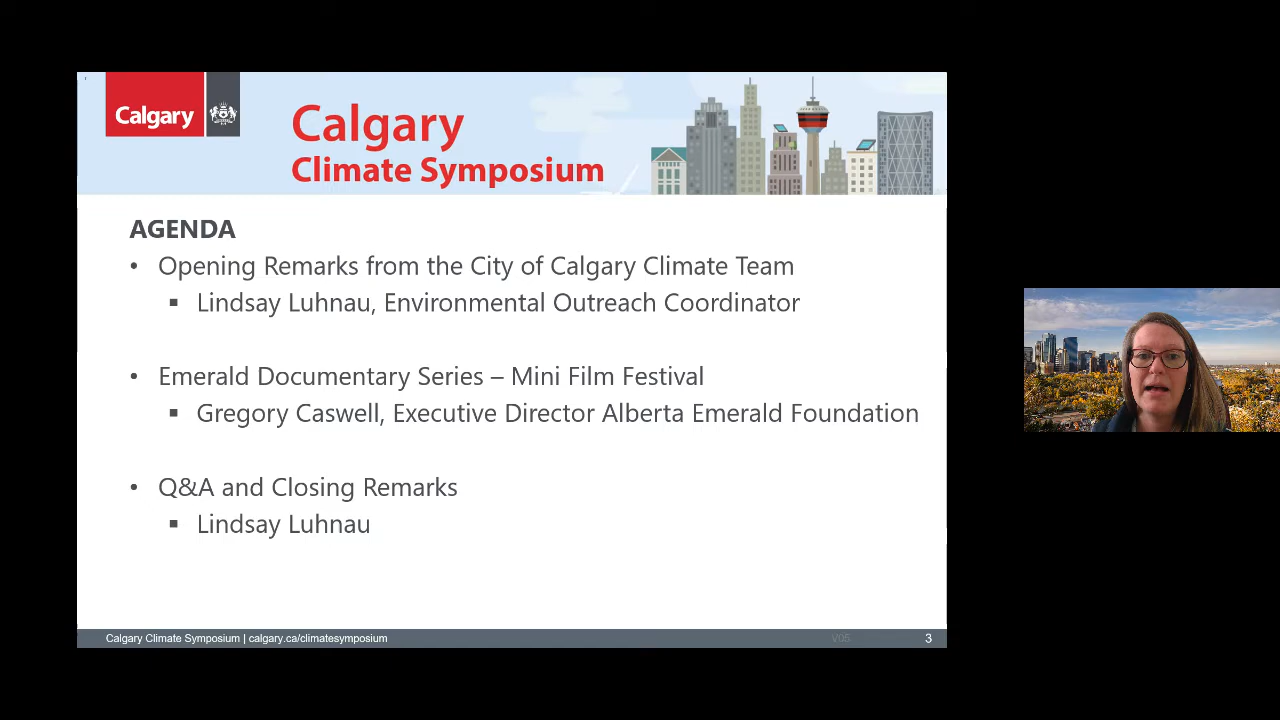 Calgary
Calgary
Climate Symposium
AGENDA
• Opening Remarks from the City of Calgary Climate Team
▪ Lindsay Luhnau, Environmental Outreach Coordinator
• Emerald Documentary Series – Mini Film Festival
▪ Gregory Caswell, Executive Director Alberta Emerald Foundation
• Q&A and Closing Remarks
▪ Lindsay Luhnau
Calgary Climate Symposium | calgary.ca/climatesymposium V05 3